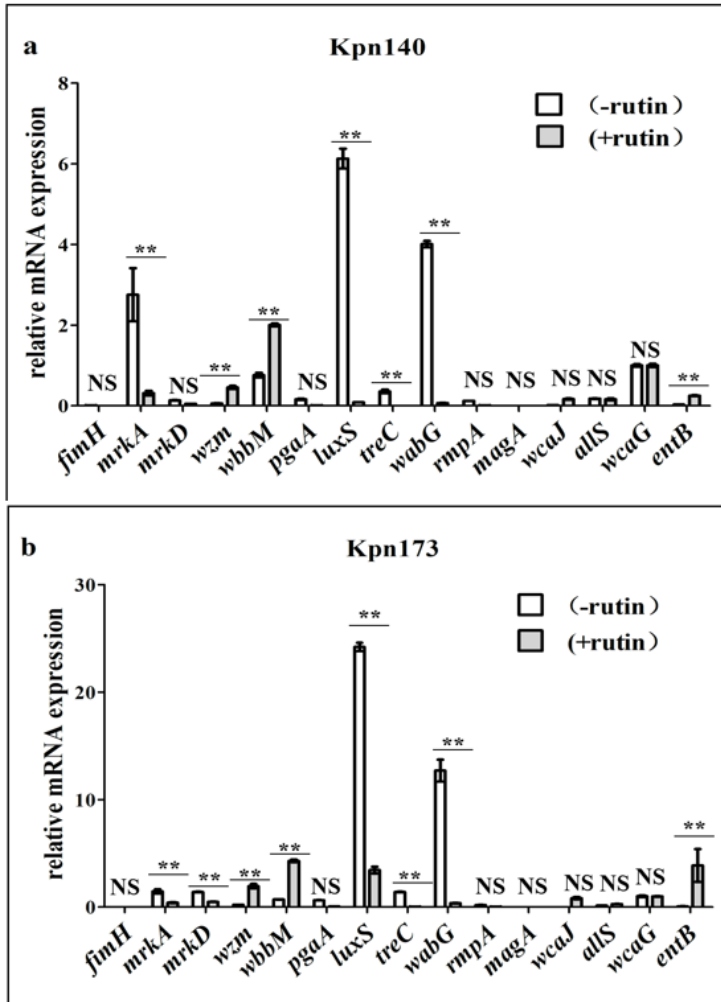 a
Kpn140
(-rutin)
(+rutin)
relative mRNA expression
8
6
4
2
0
NS
**
NS
**
**
NS
**
**
**
NS
NS
NS
NS
NS
**
fimH
mrkA
mrkD
wzm
wbbM
pgaA
luxS
treC
wabG
rmpA
magA
wcaJ
allS
wcaG
entB
b
Kpn173
(-rutin)
(+rutin)
relative mRNA expression
30
20
10
0
NS
**
**
**
**
NS
**
**
**
NS
NS
NS
NS
NS
**
fimH
mrkA
mrkD
wzm
wbbM
pgaA
luxS
treC
wabG
rmpA
magA
wcaJ
allS
wcaG
entB